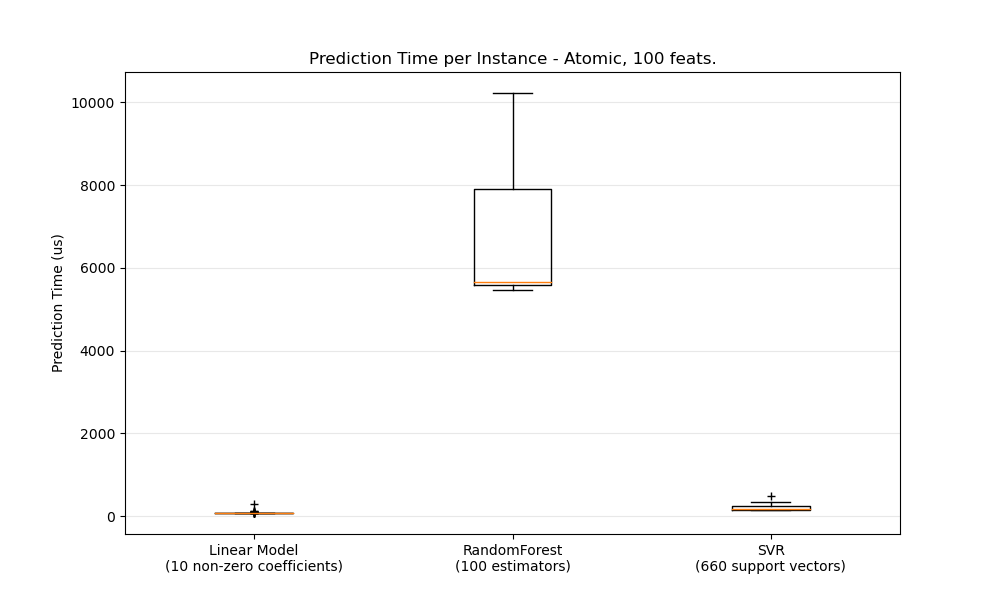 Prediction Time per Instance - Atomic, 100 feats.
Prediction Time (us)
10000
8000
6000
4000
2000
0
Linear Model
(10 non-zero coefficients)
RandomForest
(100 estimators)
SVR
(660 support vectors)